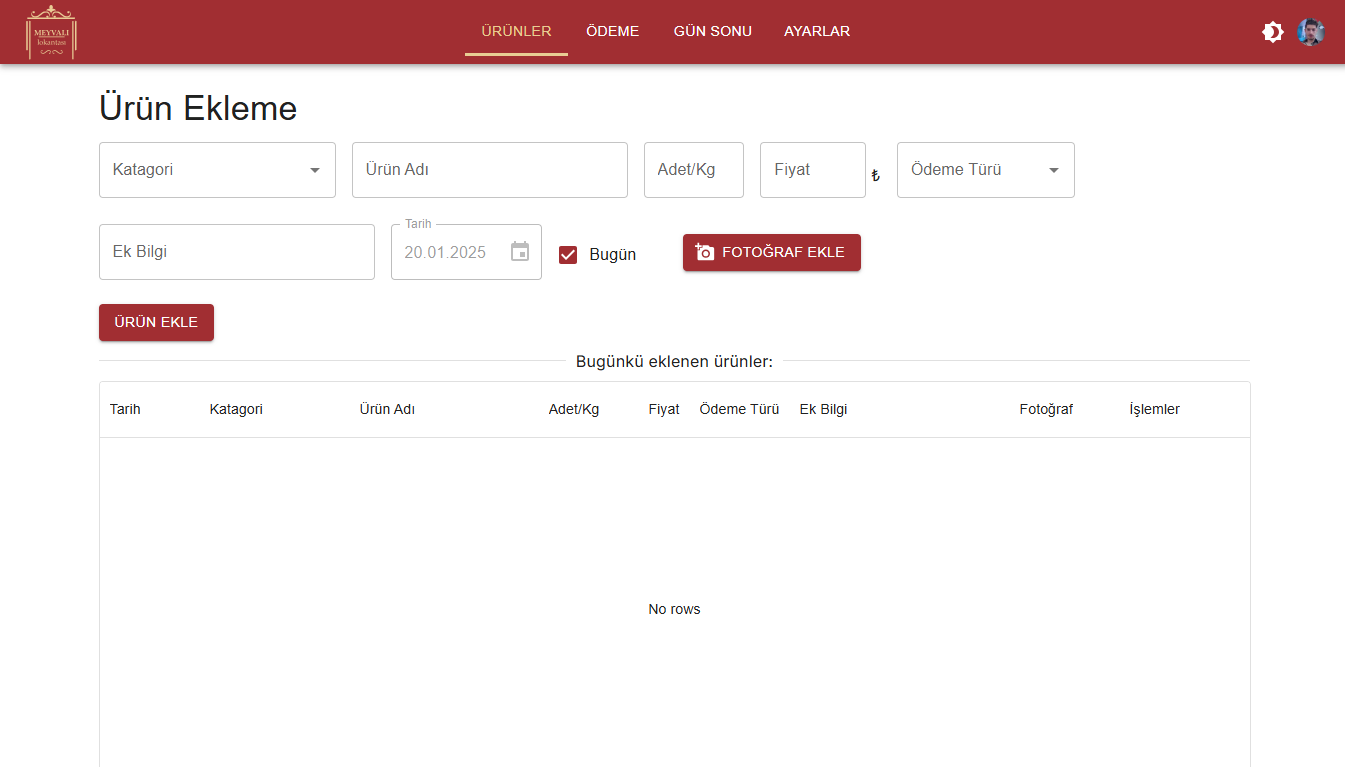 MEYVALI
lokantası
ÜRÜNLER ÖDEME GÜN SONU AYARLAR
Ürün Ekleme
Katagori Ürün Adı Adet/Kg Fiyat ₺ Ödeme Türü
Tarih
Ek Bilgi 20.01.2025 Bugün FOTOĞRAF EKLE
ÜRÜN EKLE
Bugünkü eklenen ürünler:
Tarih Katagori Ürün Adı Adet/Kg Fiyat Ödeme Türü Ek Bilgi Fotoğraf İşlemler
No rows